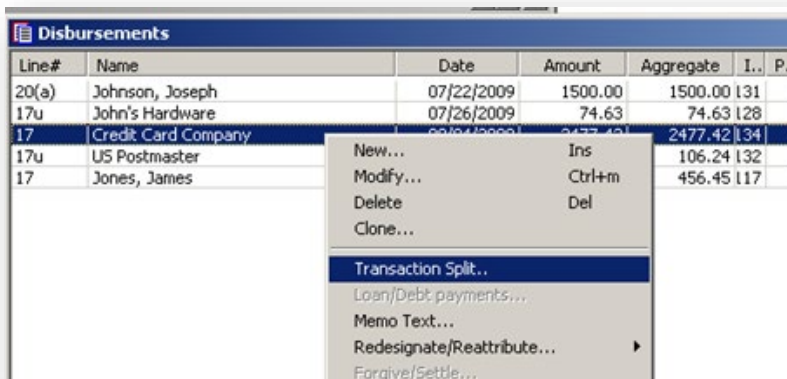 Disbursements
Line# Name Date Amount Aggregate I.. P.
20(a) Johnson, Joseph 07/22/2009 1500.00 1500.00 131
17u John's Hardware 07/26/2009 74.63 74.63 128
17 Credit Card Company 2477.42 134
17u US Postmaster 106.24 132
17 Jones, James 456.45 117
New... Ins
Modify... Ctrl+m
Delete Del
Clone...
Transaction Split..
Loan/Debt payments...
Memo Text...
Redesignate/Reattribute...
Forgive/Settle...